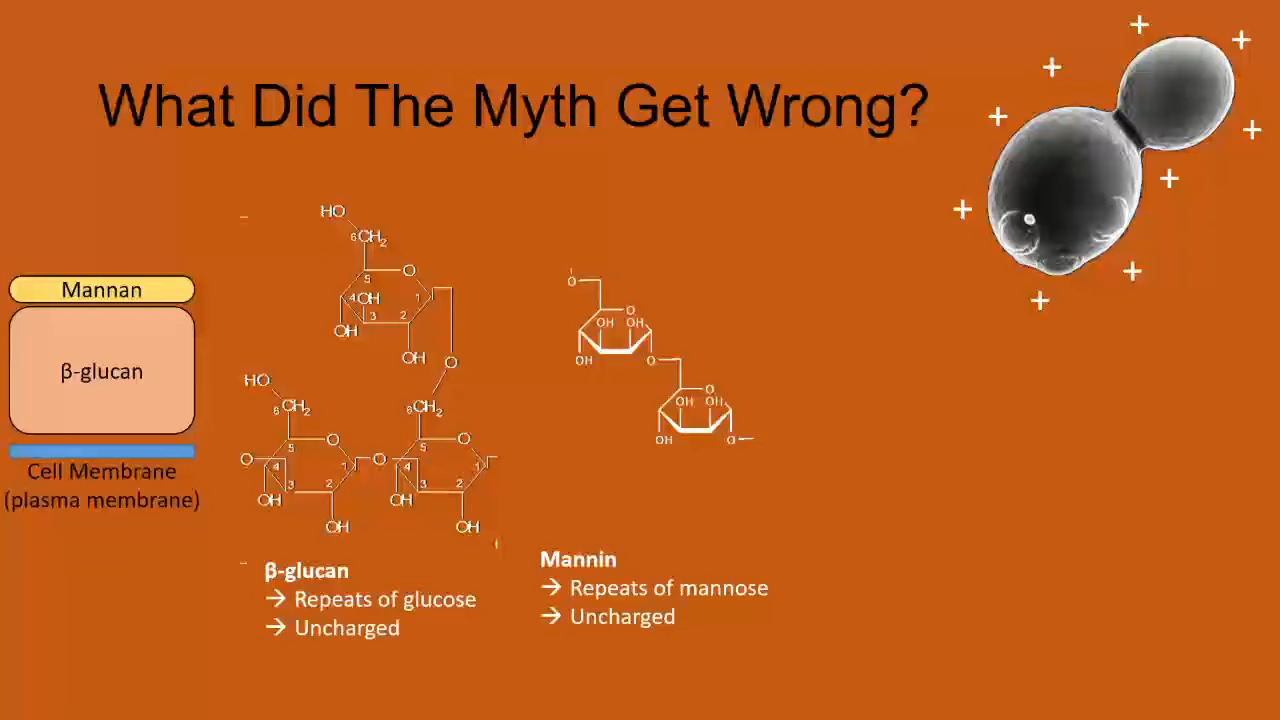 What Did The Myth Get Wrong?
Mannan
β-glucan
Cell Membrane
(plasma membrane)
HO
6CH2
5
O
4
OH
1
3
2
OH
OH
O
HO
6CH2
5
O
O
4
1
3
2
OH
OH
O
6CH2
5
O
4
1
3
2
OH
OH
O
O
OH
OH
OH
O
O
OH
OH
OH
O
β-glucan
→ Repeats of glucose
→ Uncharged
Mannin
→ Repeats of mannose
→ Uncharged
+
+
+
+
+
+
+
+
+